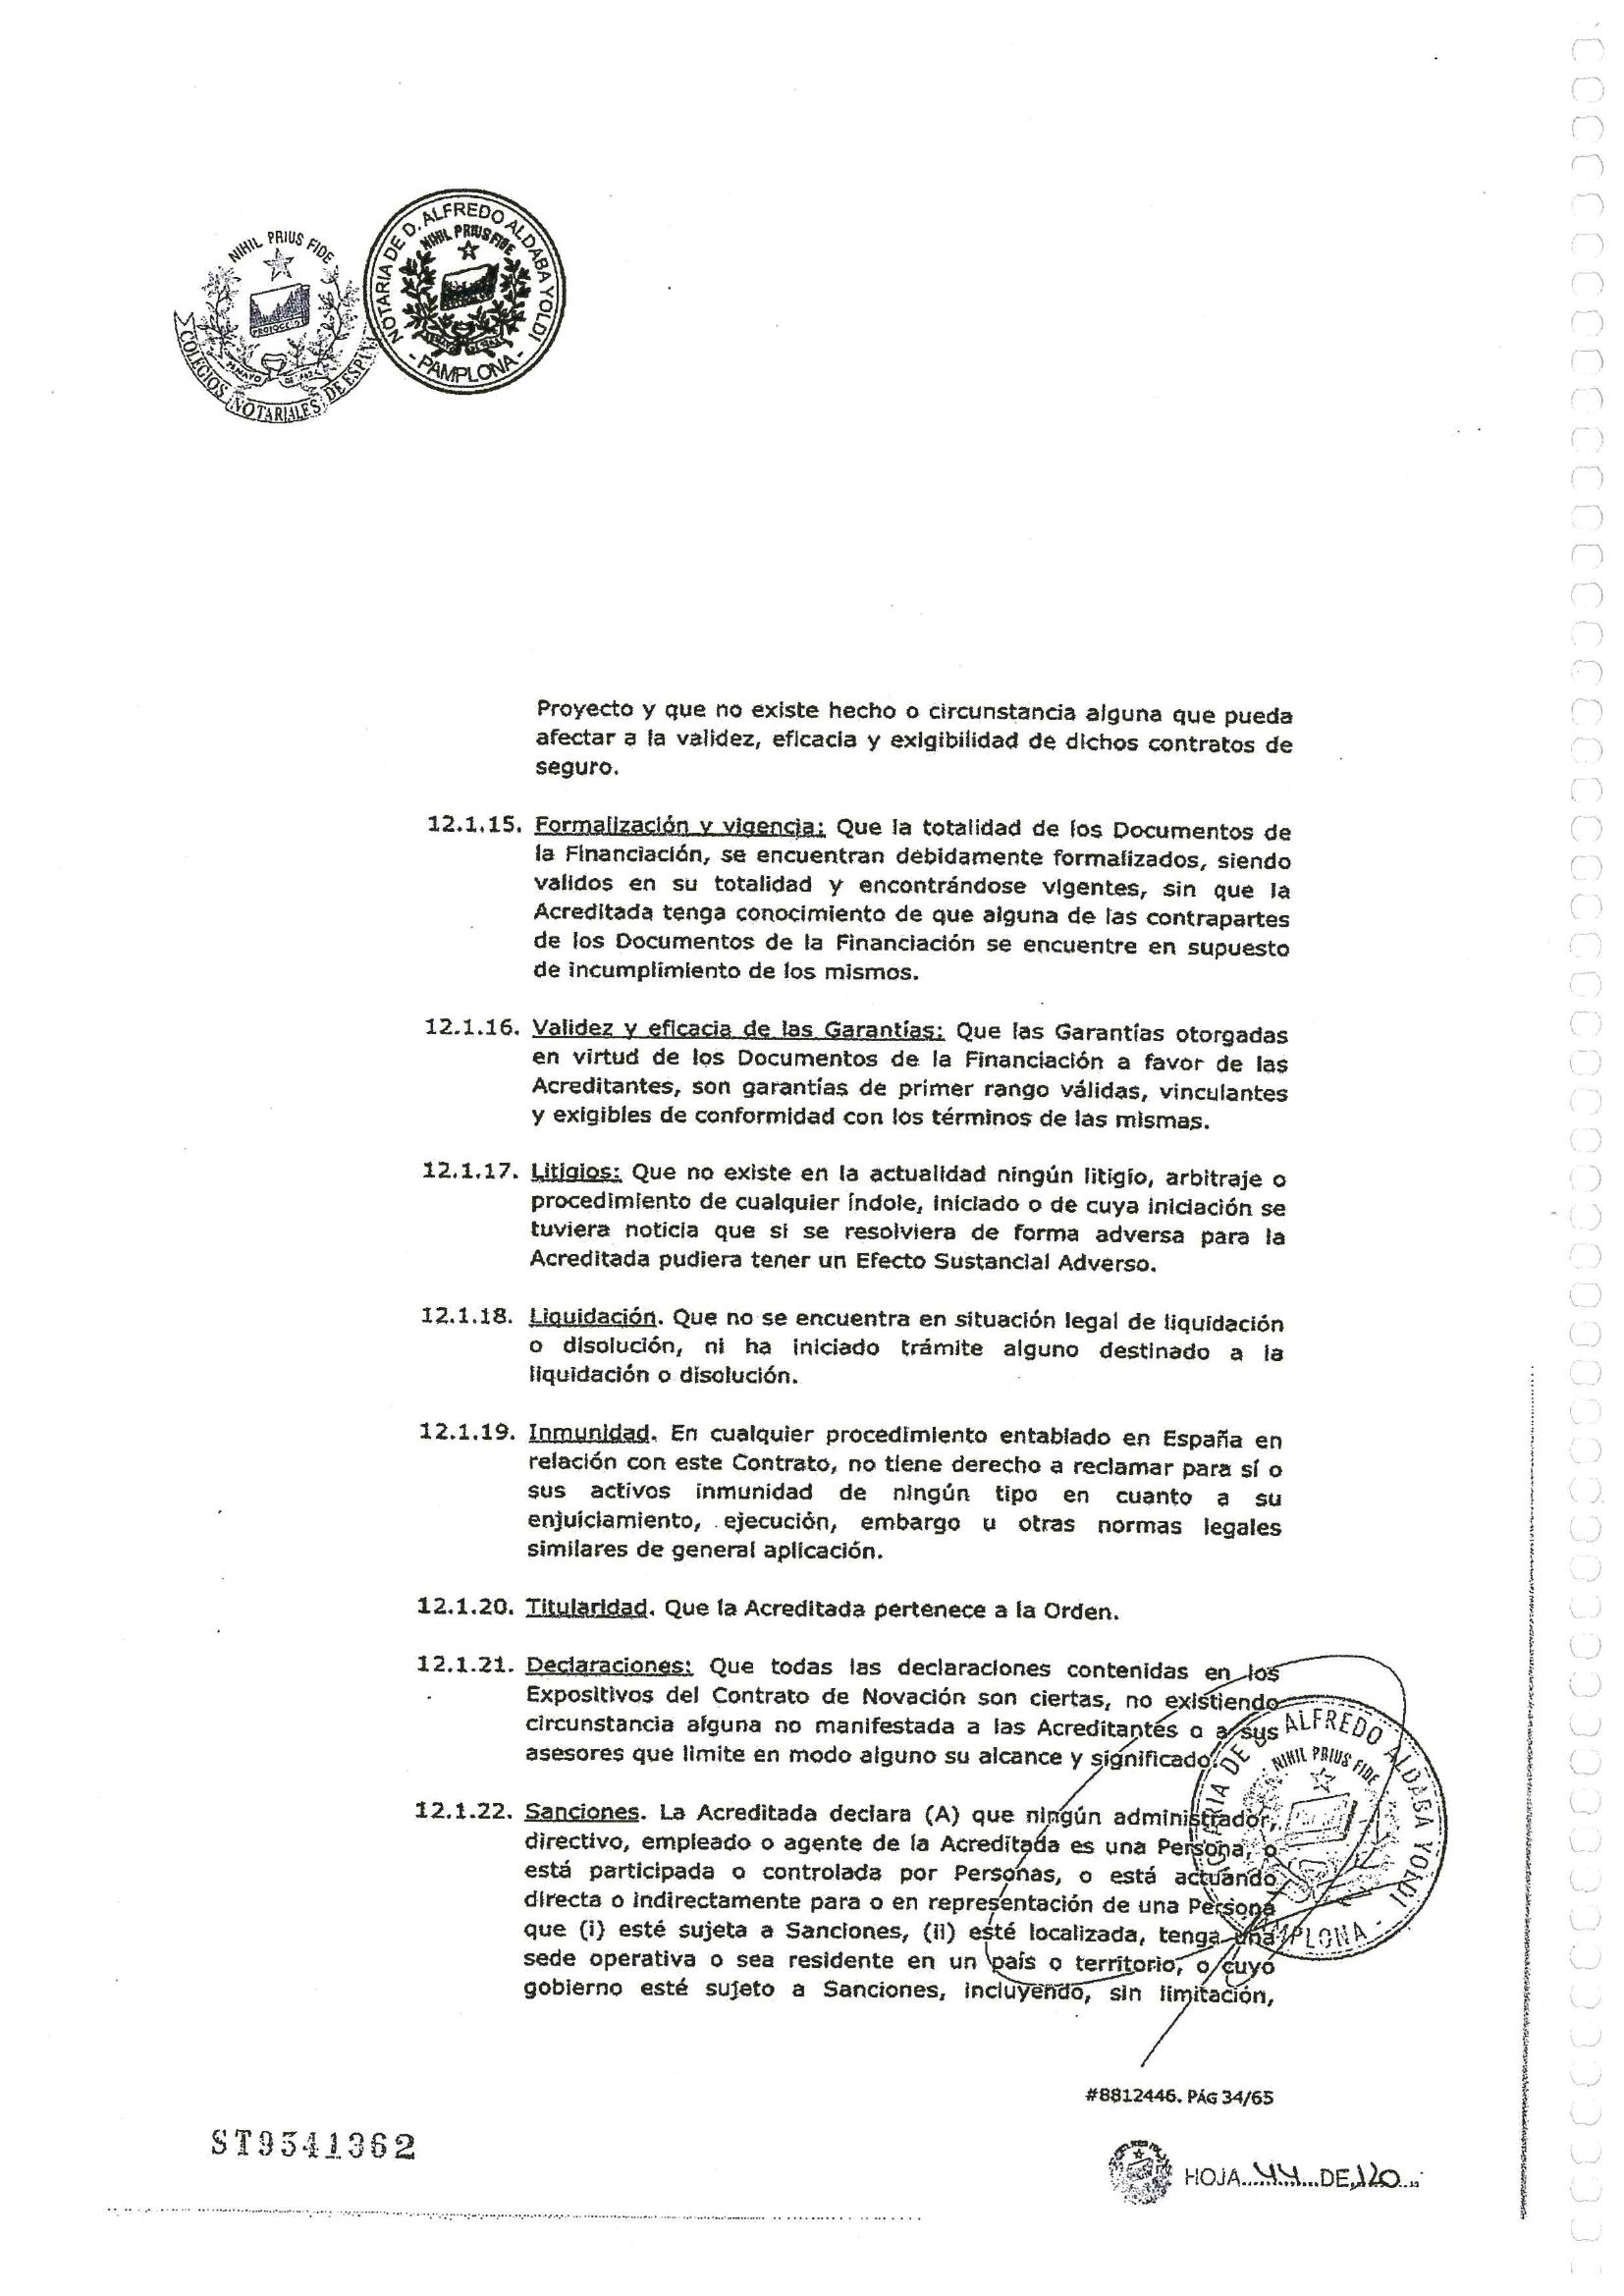 NIHIL PRIUS FIDE
COLEGIOS NOTARIALES DE ESPAÑA
NOTARIA DE D. ALFREDO ALDABA YOLDI
NIHIL PRIUS FIDE
- PAMPLONA -
Proyecto y que no existe hecho o circunstancia alguna que pueda
afectar a la validez, eficacia y exigibilidad de dichos contratos de
seguro.
12.1.15. Formalización y vigencia: Que la totalidad de los Documentos de
la Financiación, se encuentran debidamente formalizados, siendo
validos en su totalidad y encontrándose vigentes, sin que la
Acreditada tenga conocimiento de que alguna de las contrapartes
de los Documentos de la Financiación se encuentre en supuesto
de incumplimiento de los mismos.
12.1.16. Validez y eficacia de las Garantías: Que las Garantías otorgadas
en virtud de los Documentos de la Financiación a favor de las
Acreditantes, son garantías de primer rango válidas, vinculantes
y exigibles de conformidad con los términos de las mismas.
12.1.17. Litigios: Que no existe en la actualidad ningún litigio, arbitraje o
procedimiento de cualquier índole, iniciado o de cuya iniciación se
tuviera noticia que si se resolviera de forma adversa para la
Acreditada pudiera tener un Efecto Sustancial Adverso.
12.1.18. Liquidación. Que no se encuentra en situación legal de liquidación
o disolución, ni ha iniciado trámite alguno destinado a la
liquidación o disolución.
12.1.19. Inmunidad. En cualquier procedimiento entablado en España en
relación con este Contrato, no tiene derecho a reclamar para sí o
sus activos inmunidad de ningún tipo en cuanto a su
enjuiciamiento, ejecución, embargo u otras normas legales
similares de general aplicación.
12.1.20. Titularidad. Que la Acreditada pertenece a la Orden.
12.1.21. Declaraciones: Que todas las declaraciones contenidas en los
Expositivos del Contrato de Novación son ciertas, no existiendo
circunstancia alguna no manifestada a las Acreditantes o a sus
asesores que limite en modo alguno su alcance y significado.
12.1.22. Sanciones. La Acreditada declara (A) que ningún administrador,
directivo, empleado o agente de la Acreditada es una Persona, o
está participada o controlada por Personas, o está actuando
directa o indirectamente para o en representación de una Persona
que (i) esté sujeta a Sanciones, (ii) esté localizada, tenga una
sede operativa o sea residente en un país o territorio, o cuyo
gobierno esté sujeto a Sanciones, incluyendo, sin limitación,
ALFREDO ALDABA YOLDI
NIHIL PRIUS FIDE
#8812446. PÁG 34/65
ST9541362
HOJA 44 DE 120